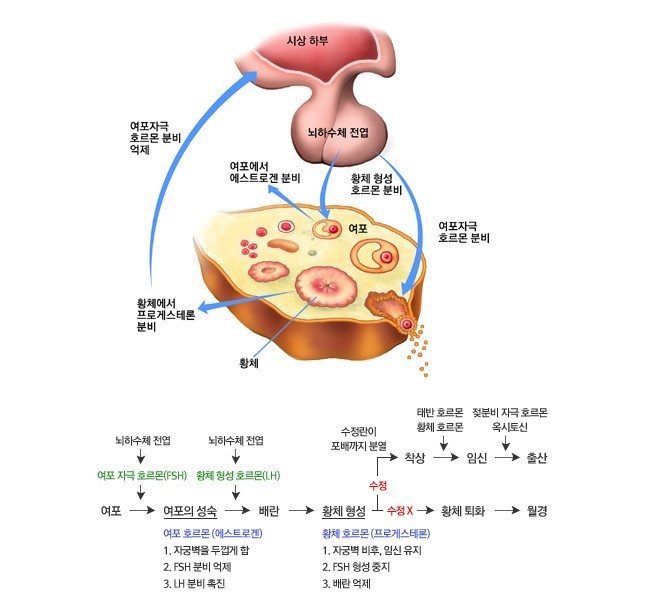 시상 하부
뇌하수체 전엽
여포자극
호르몬 분비
억제
여포에서
에스트로겐 분비
황체 형성
호르몬 분비
여포
여포자극
호르몬 분비
황체에서
프로게스테론
분비
황체
태반 호르몬
황체 호르몬
젖분비 자극 호르몬
옥시토신
수정란이
포배까지 분열
착상
임신
출산
뇌하수체 전엽
뇌하수체 전엽
여포 자극 호르몬(FSH)
황체 형성 호르몬(LH)
수정
여포
여포의 성숙
배란
황체 형성
수정 X
황체 퇴화
월경
여포 호르몬 (에스트로겐)
1. 자궁벽을 두껍게 함
2. FSH 분비 억제
3. LH 분비 촉진
황체 호르몬 (프로게스테론)
1. 자궁벽 비후, 임신 유지
2. FSH 형성 중지
3. 배란 억제